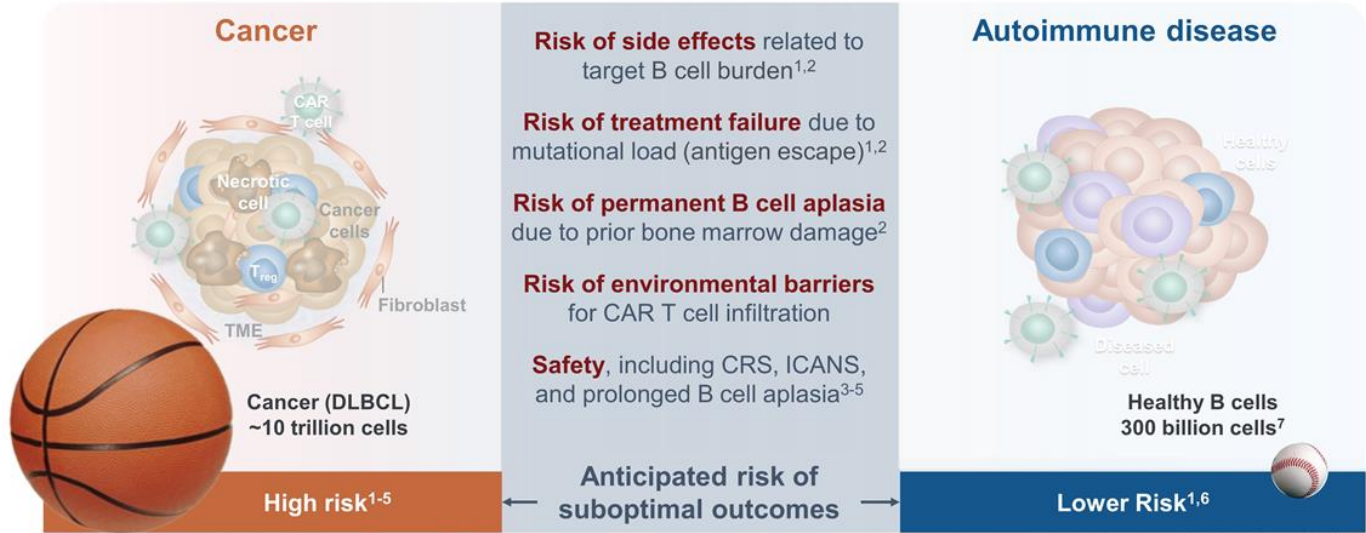 Cancer
CAR
T cell
Necrotic
cell
Cancer
cells
Treg
Fibroblast
TME
Cancer (DLBCL)
~10 trillion cells
High risk1-5
Risk of side effects related to
target B cell burden1,2
Risk of treatment failure due to
mutational load (antigen escape)1,2
Risk of permanent B cell aplasia
due to prior bone marrow damage2
Risk of environmental barriers
for CAR T cell infiltration
Safety, including CRS, ICANS,
and prolonged B cell aplasia3-5
Anticipated risk of
suboptimal outcomes
Autoimmune disease
Healthy
cells
Diseased
cell
Healthy B cells
300 billion cells7
Lower Risk1,6